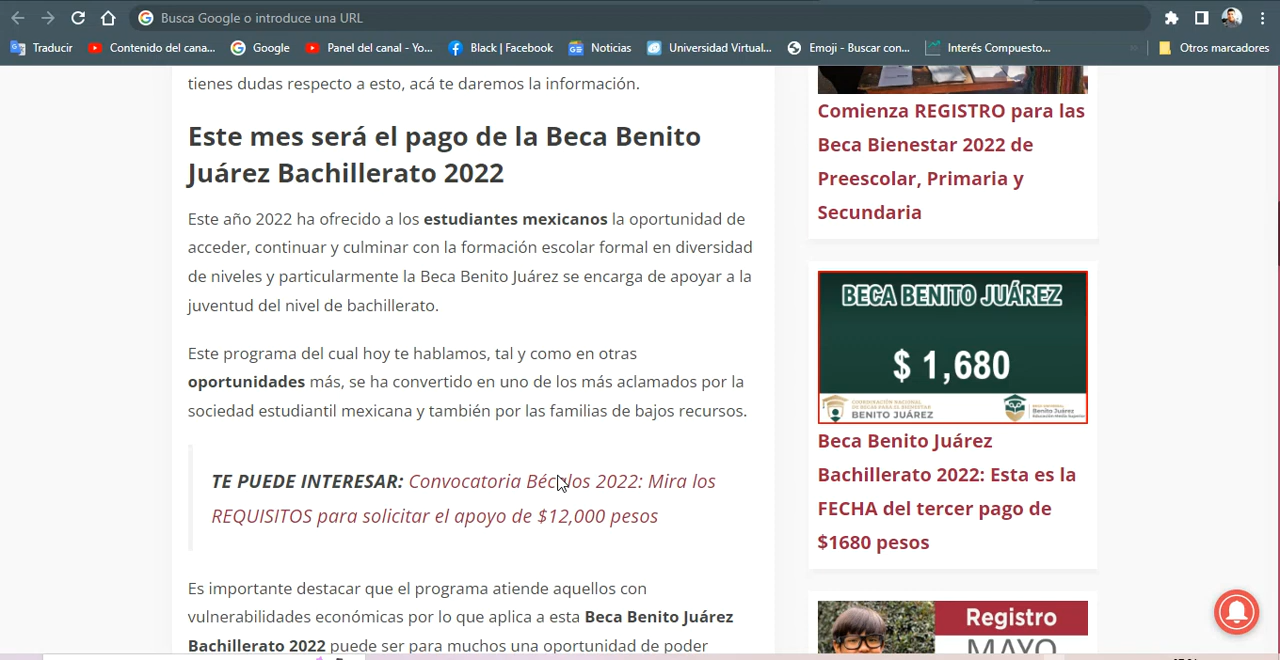 Busca Google o introduce una URL
Traducir
Contenido del cana...
Google
Panel del canal - Yo...
Black | Facebook
Noticias
Universidad Virtual...
Emoji - Buscar con...
Interés Compuesto...
Otros marcadores
tienes dudas respecto a esto, acá te daremos la información.
Este mes será el pago de la Beca Benito
Juárez Bachillerato 2022
Este año 2022 ha ofrecido a los estudiantes mexicanos la oportunidad de
acceder, continuar y culminar con la formación escolar formal en diversidad
de niveles y particularmente la Beca Benito Juárez se encarga de apoyar a la
juventud del nivel de bachillerato.
Este programa del cual hoy te hablamos, tal y como en otras
oportunidades más, se ha convertido en uno de los más aclamados por la
sociedad estudiantil mexicana y también por las familias de bajos recursos.
TE PUEDE INTERESAR: Convocatoria Bécalos 2022: Mira los
REQUISITOS para solicitar el apoyo de $12,000 pesos
Es importante destacar que el programa atiende aquellos con
vulnerabilidades económicas por lo que aplica a esta Beca Benito Juárez
Bachillerato 2022 puede ser para muchos una oportunidad de poder
Comienza REGISTRO para las
Beca Bienestar 2022 de
Preescolar, Primaria y
Secundaria
BECA BENITO JUÁREZ
$ 1,680
COORDINACIÓN NACIONAL
DE BECAS PARA EL BIENESTAR
BENITO JUÁREZ
Benito Juárez
Educación Media Superior
Beca Benito Juárez
Bachillerato 2022: Esta es la
FECHA del tercer pago de
$1680 pesos
Registro
MAYO